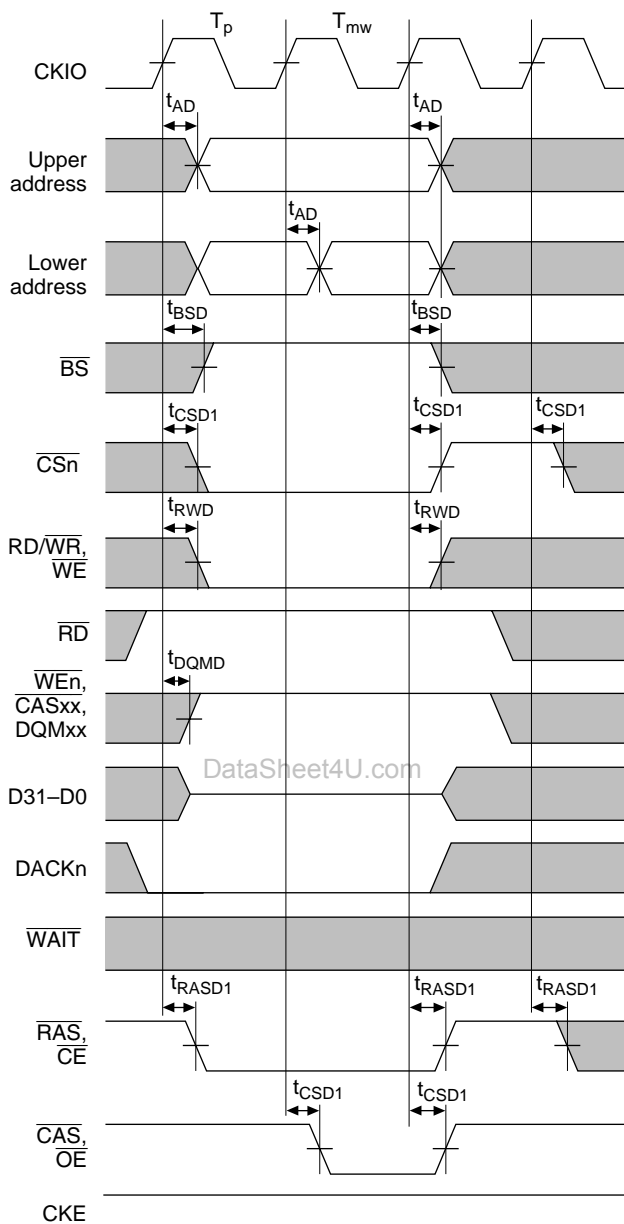 Tp Tmw
CKIO
tAD tAD
Upper
address
tAD
Lower
address
tBSD tBSD
BS
tCSD1 tCSD1 tCSD1
CSn
tRWD tRWD
RD/WR,
WE
RD
tDQMD
WEn,
CASxx,
DQMxx
DataSheet4U.com
D31–D0
DACKn
WAIT
tRASD1 tRASD1 tRASD1
RAS,
CE
tCSD1 tCSD1
CAS,
OE
CKE